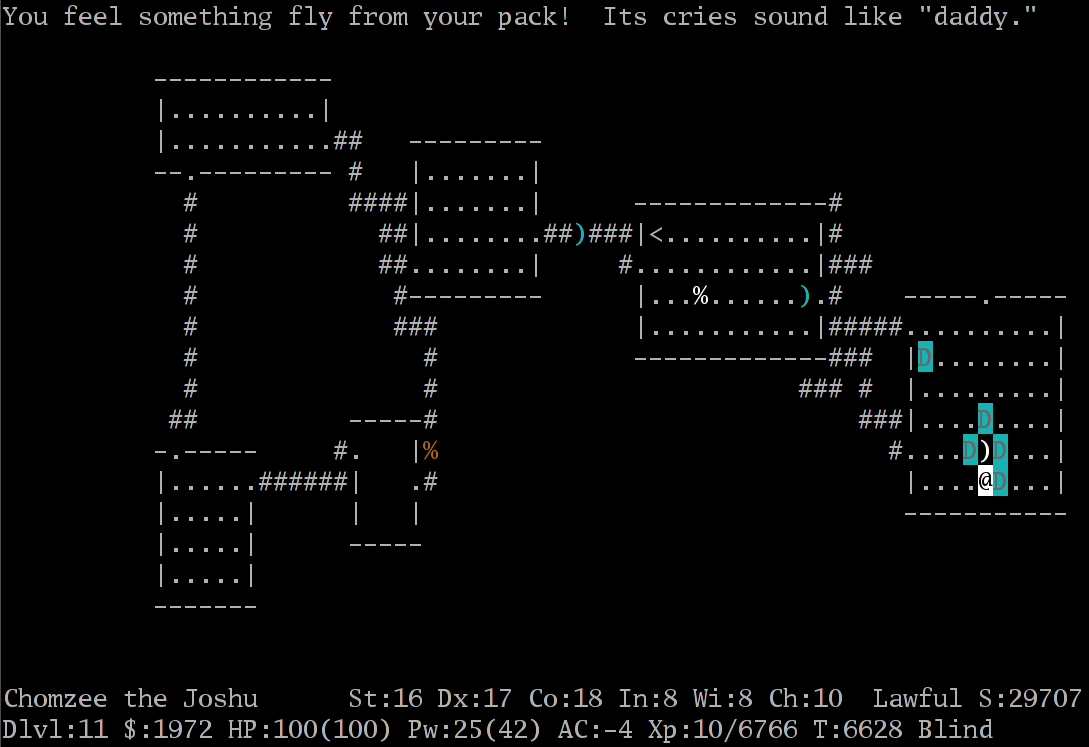 You feel something fly from your pack!  Its cries sound like "daddy."
          ------------
          |..........|
          |...........##   ---------
          --.--------- #   |.......|
            #          ####|.......|      -------------#
            #            ##|........##)###|<..........|#
            #            ##........|     #............|###
            #             #---------      |...%......).#    -----.-----
            #             ###             |...........|#####..........|
            #               #             -------------###  |D........|
            #               #                        ### #  |.........|
           ##          -----#                            ###|....D....|
          -.-----     #.   |%                              #....D)D...|
          |......######|   .#                               |....@D...|
          |.....|      |   |                                -----------
          |.....|      -----
          |.....|
          -------
Chomzee the Joshu      St:16 Dx:17 Co:18 In:8 Wi:8 Ch:10  Lawful S:29707
Dlvl:11 $:1972 HP:100(100) Pw:25(42) AC:-4 Xp:10/6766 T:6628 Blind